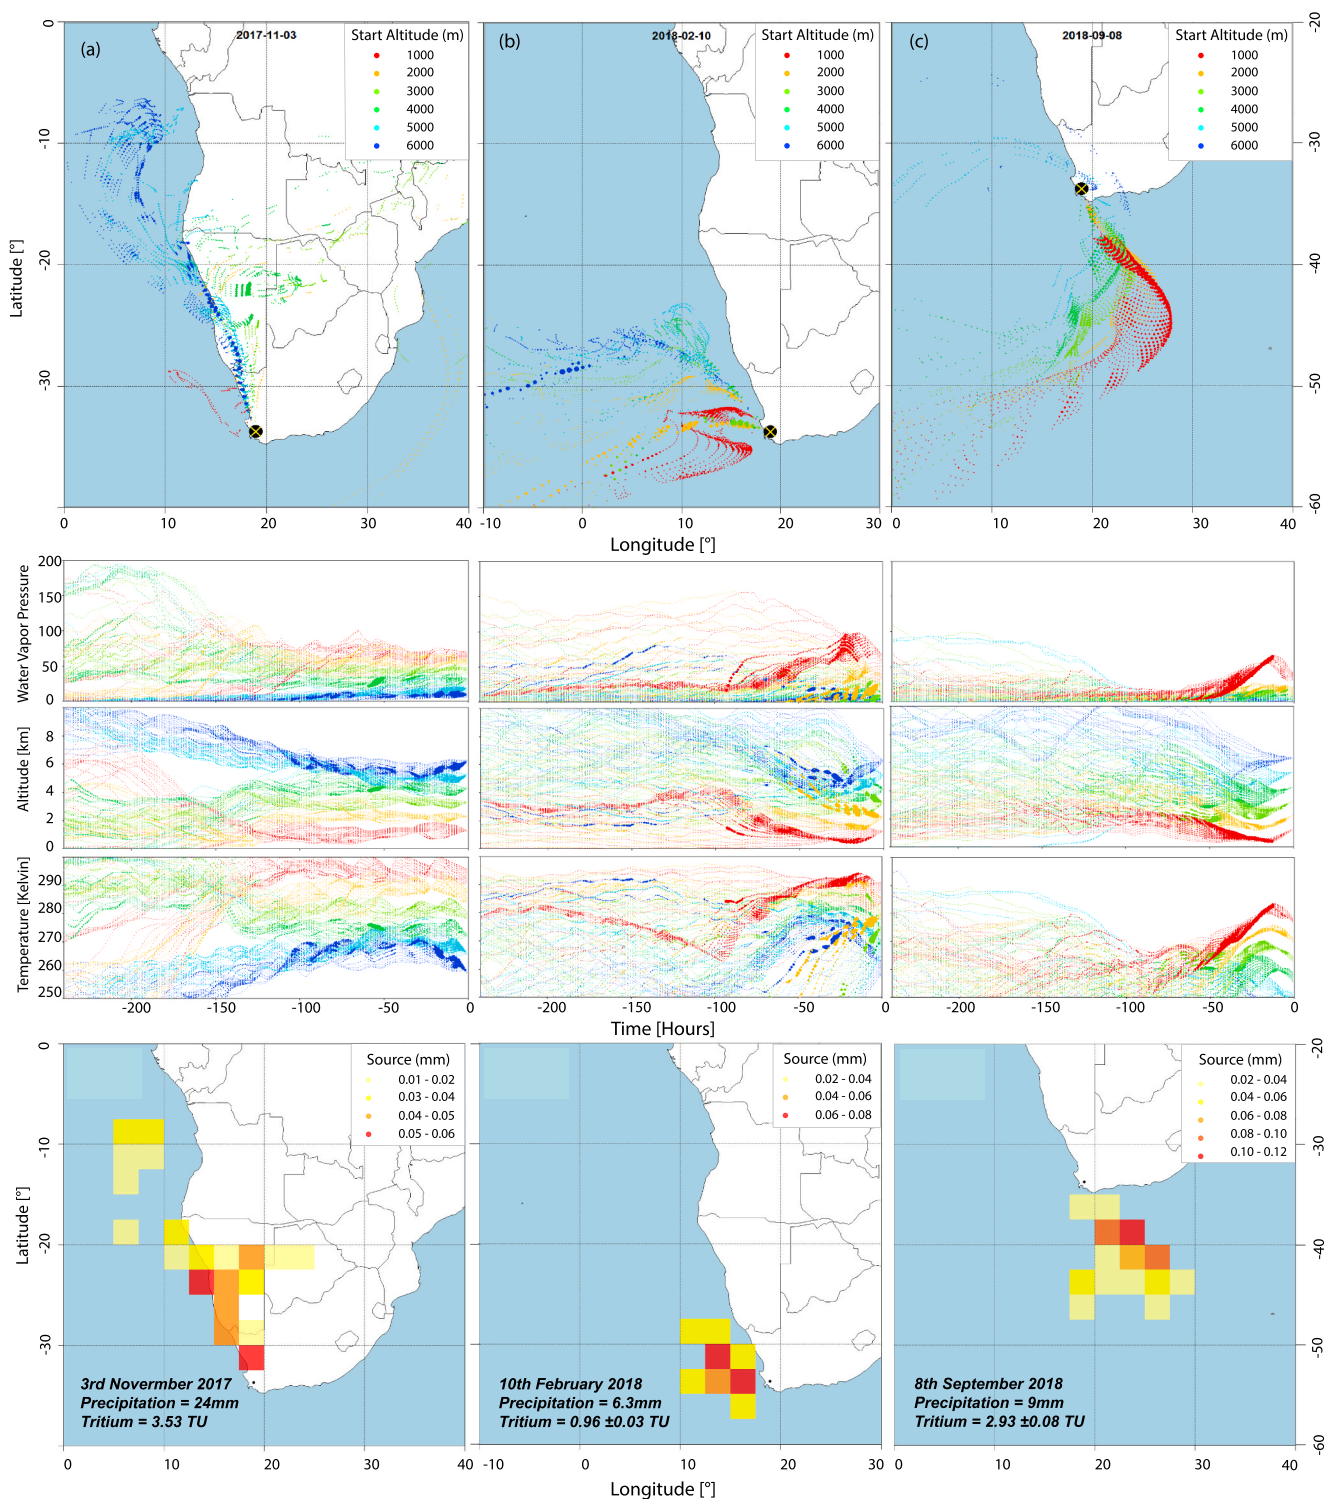 (a)
2017-11-03
Start Altitude (m)
1000
2000
3000
4000
5000
6000
(b)
2018-02-10
Start Altitude (m)
1000
2000
3000
4000
5000
6000
(c)
2018-09-08
Start Altitude (m)
1000
2000
3000
4000
5000
6000
Latitude [°]
0
-10
-20
-30
-20
-30
-40
-50
-60
0 10 20 30 40
-10 0 10 20 30
0 10 20 30 40
Longitude [°]
Water Vapor Pressure
200
150
100
50
0
Altitude [km]
8
6
4
2
0
Temperature [Kelvin]
290
280
270
260
250
-200 -150 -100 -50 0
-200 -150 -100 -50 0
-200 -150 -100 -50 0
Time [Hours]
Source (mm)
0.01 - 0.02
0.03 - 0.04
0.04 - 0.05
0.05 - 0.06
Source (mm)
0.02 - 0.04
0.04 - 0.06
0.06 - 0.08
Source (mm)
0.02 - 0.04
0.04 - 0.06
0.06 - 0.08
0.08 - 0.10
0.10 - 0.12
Latitude [°]
0
-10
-20
-30
-20
-30
-40
-50
-60
3rd Novermber 2017
Precipitation = 24mm
Tritium = 3.53 TU
10th February 2018
Precipitation = 6.3mm
Tritium = 0.96 ±0.03 TU
8th September 2018
Precipitation = 9mm
Tritium = 2.93 ±0.08 TU
0 10 20 30 40
-10 0 10 20 30
0 10 20 30 40
Longitude [°]